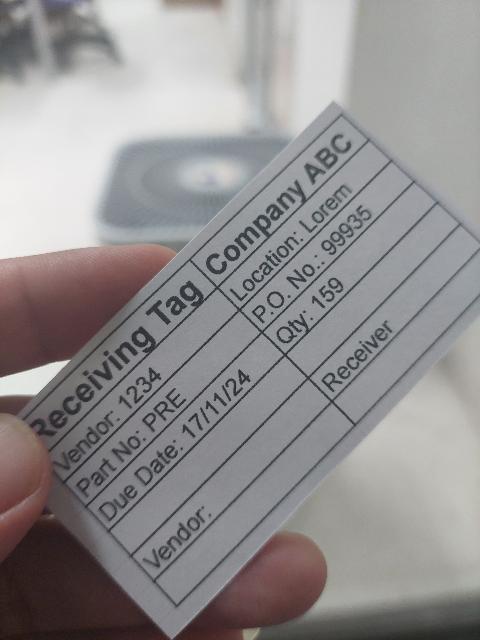 Receiving Tag Company ABC
Vendor: 1234 Location: Lorem
Part No: PRE P.O. No.: 99935
Due Date: 17/11/24 Qty: 159
Vendor: Receiver